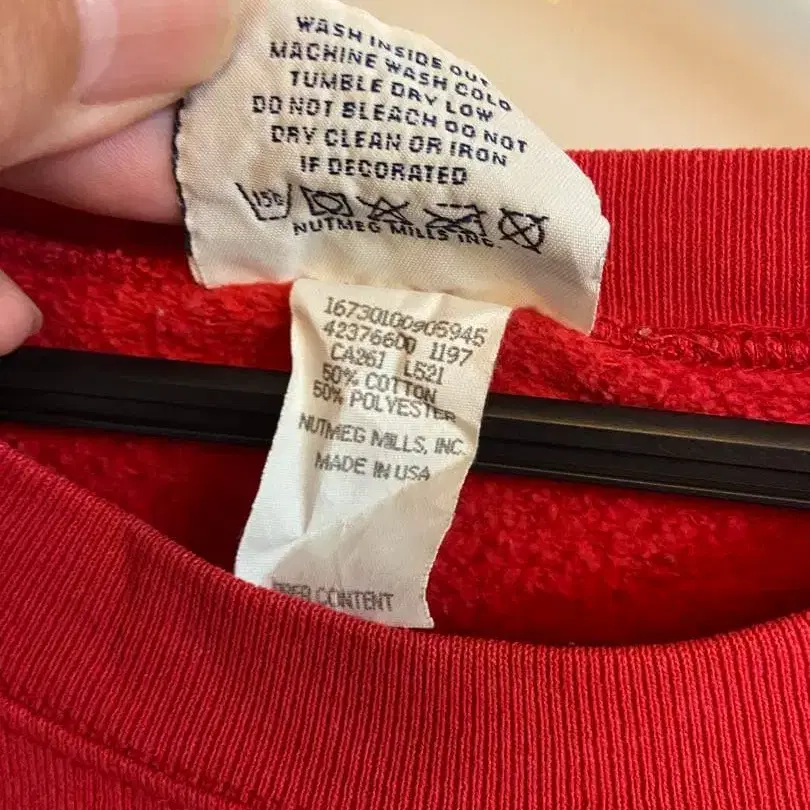 WASH INSIDE OUT
MACHINE WASH COLD
TUMBLE DRY LOW
DO NOT BLEACH DO NOT
DRY CLEAN OR IRON
IF DECORATED
NUTMEG MILLS INC.
16730100905945
42376600 1197
CA261 L521
50% COTTON
50% POLYESTER
NUTMEG MILLS, INC.
MADE IN USA
CONTENT